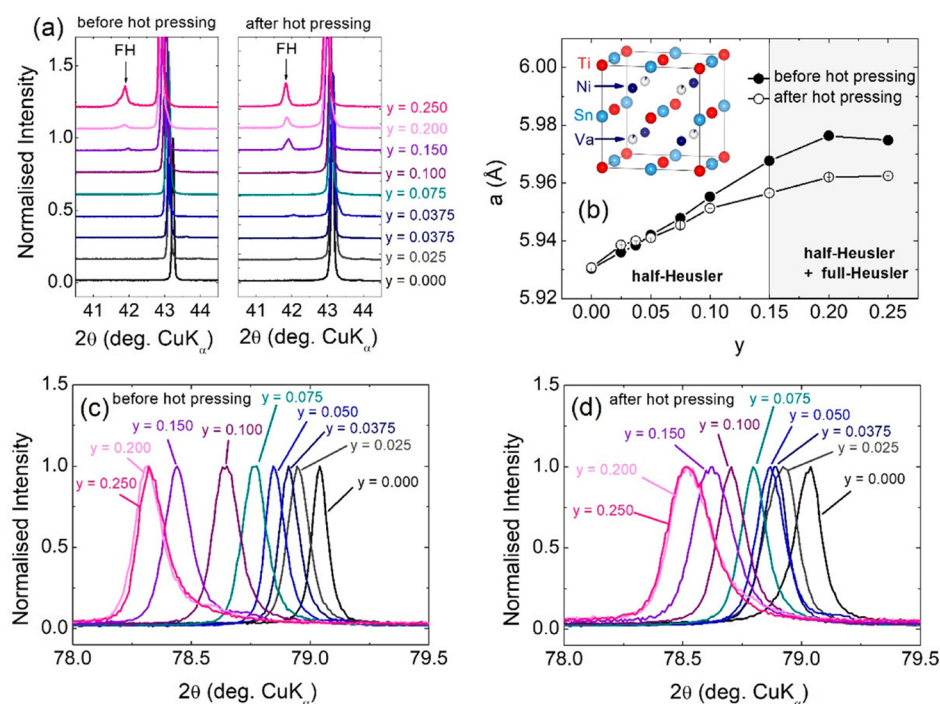 (a)
before hot pressing
after hot pressing
FH
FH
y = 0.250
y = 0.200
y = 0.150
y = 0.100
y = 0.075
y = 0.0375
y = 0.0375
y = 0.025
y = 0.000
Normalised Intensity
1.5
1.0
0.5
0.0
41 42 43 44
41 42 43 44
2θ (deg. CuKα)
2θ (deg. CuKα)
(b)
Ti
Ni
Sn
Va
before hot pressing
after hot pressing
half-Heusler
half-Heusler
+ full-Heusler
a (Å)
6.00
5.98
5.96
5.94
5.92
0.00 0.05 0.10 0.15 0.20 0.25
y
(c)
before hot pressing
y = 0.075
y = 0.050
y = 0.0375
y = 0.025
y = 0.150
y = 0.100
y = 0.200
y = 0.250
y = 0.000
Normalised Intensity
1.5
1.0
0.5
0.0
78.0 78.5 79.0 79.5
2θ (deg. CuKα)
(d)
after hot pressing
y = 0.075
y = 0.050
y = 0.100
y = 0.0375
y = 0.150
y = 0.025
y = 0.200
y = 0.000
y = 0.250
Normalised Intensity
1.5
1.0
0.5
0.0
78.0 78.5 79.0 79.5
2θ (deg. CuKα)